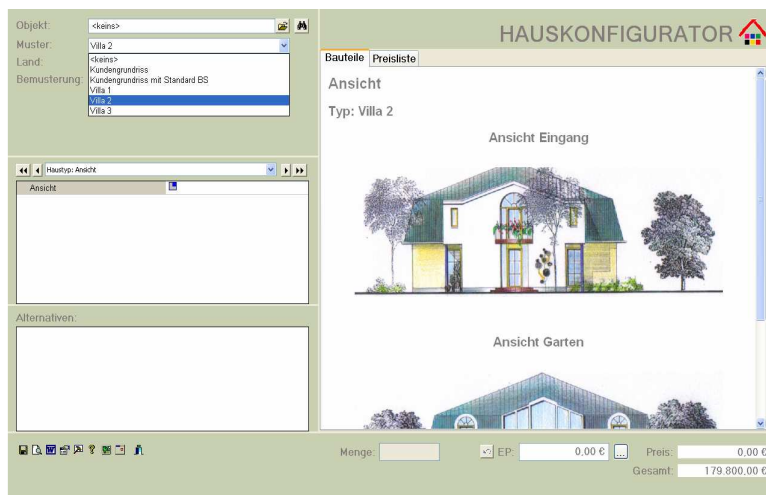 Objekt: <keins>
HAUSKONFIGURATOR
Muster: Villa 2
Land:
Bemusterung:
<keins>
Kundengrundriss
Kundengrundriss mit Standard BS
Villa 1
Villa 2
Villa 3
Bauteile Preisliste
Ansicht
Typ: Villa 2
Ansicht Eingang
Haustyp: Ansicht
Ansicht
Alternativen:
Ansicht Garten
Menge: EP: 0,00 € ... Preis: 0,00 €
Gesamt: 179.800,00 €